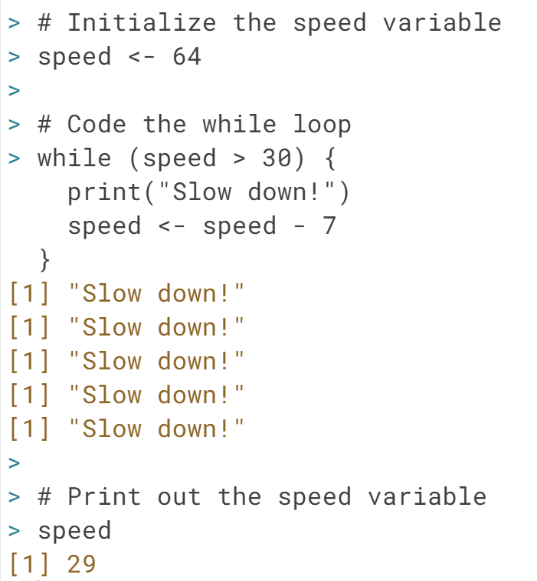 > # Initialize the speed variable
> speed <- 64
>
> # Code the while loop
> while (speed > 30) {
    print("Slow down!")
    speed <- speed - 7
  }
[1] "Slow down!"
[1] "Slow down!"
[1] "Slow down!"
[1] "Slow down!"
[1] "Slow down!"
>
> # Print out the speed variable
> speed
[1] 29